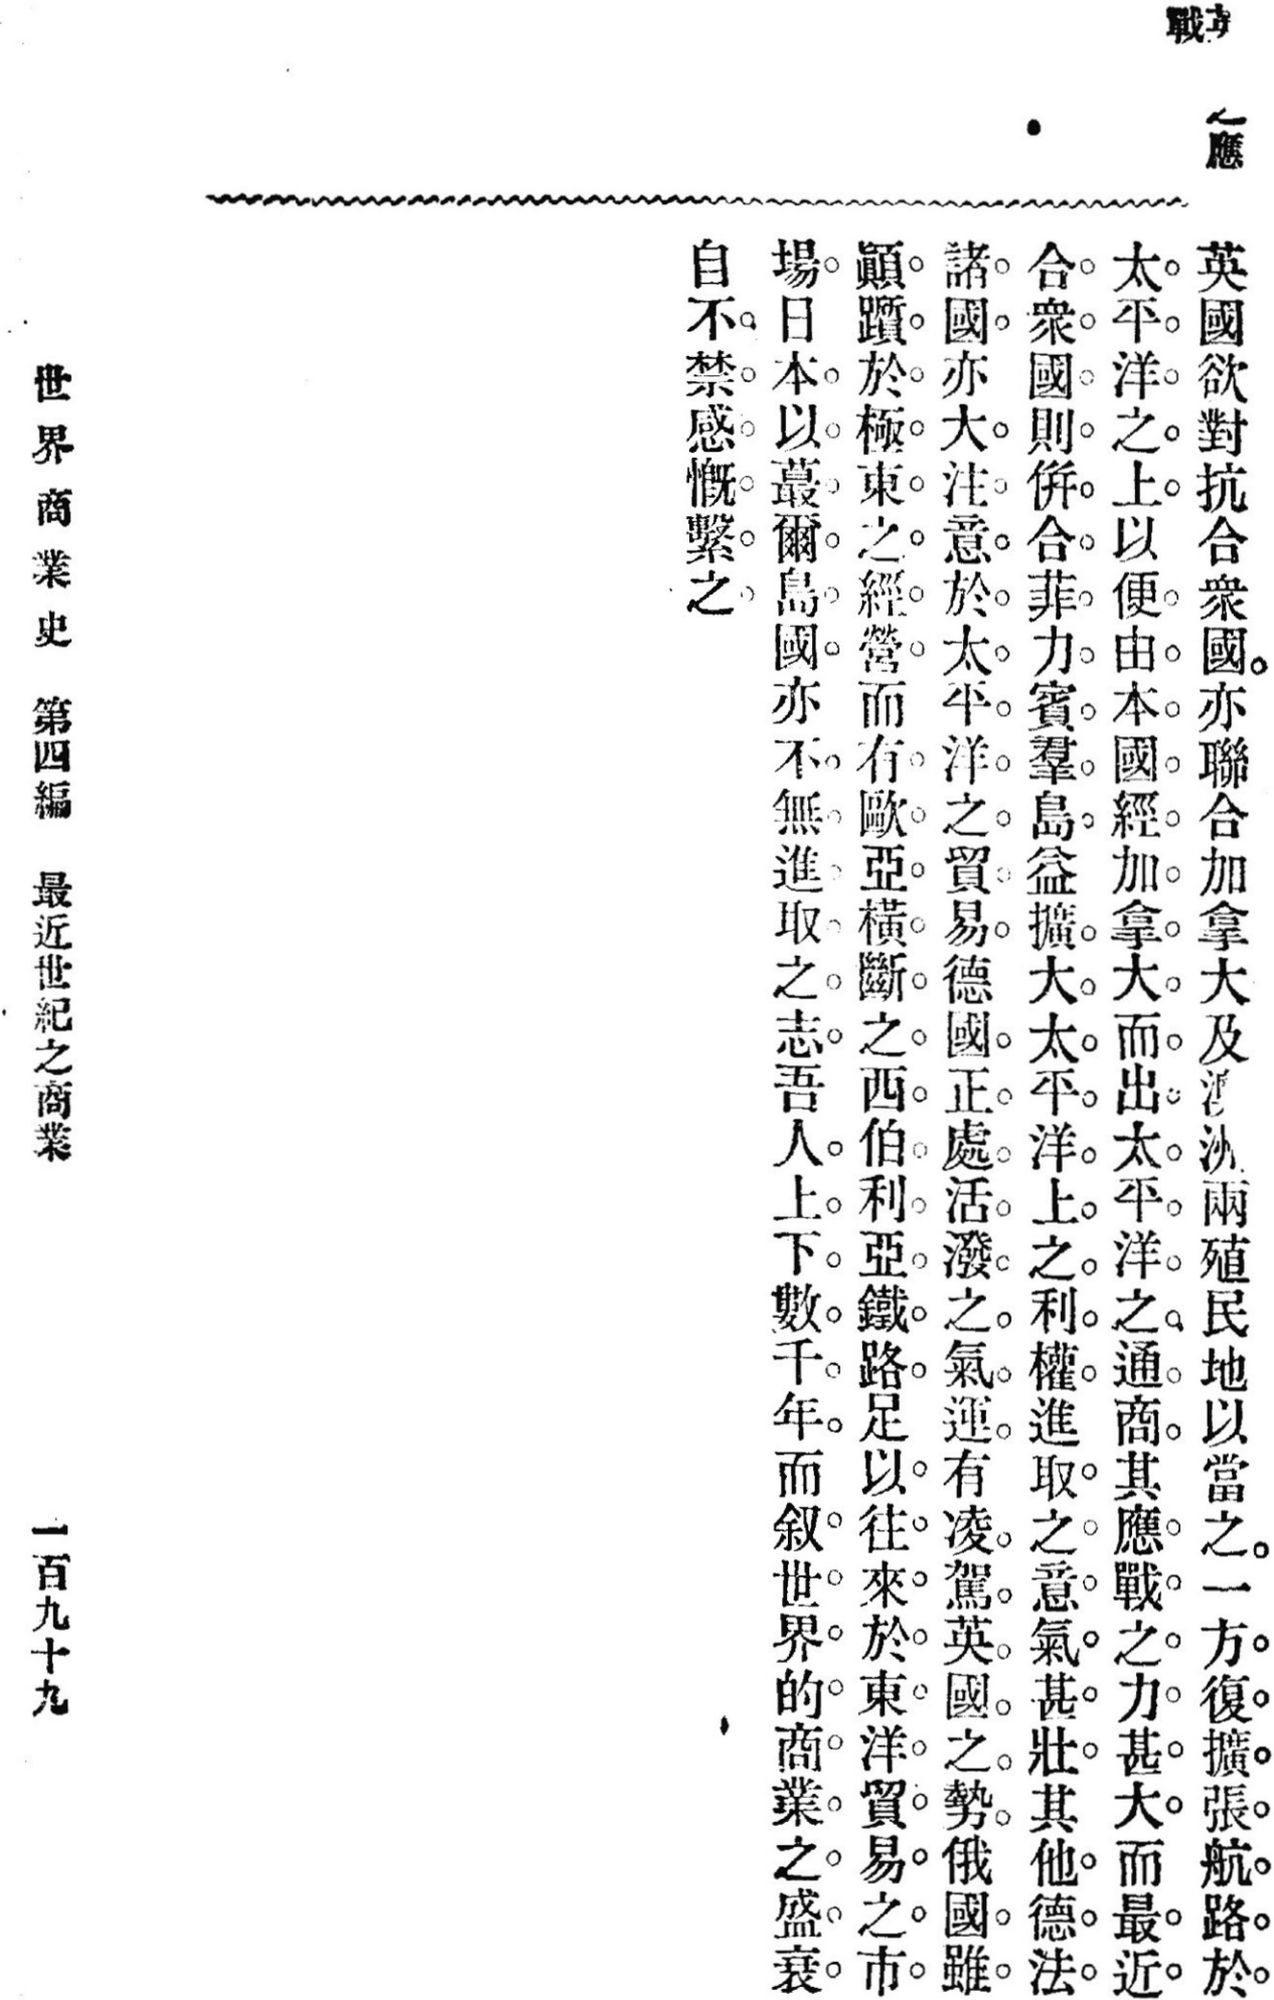 之應
戰
英國欲對抗合衆國。亦聯合加拿大及澳洲兩殖民地以當之。一方復擴張航路於
太平洋之上以便由本國經加拿大而出太平洋之通商其應戰之力甚大而最近
合衆國則倂合菲力賓羣島益擴大太平洋上之利權進取之意氣甚壯其他德法
諸國亦大注意於太平洋之貿易德國正處活潑之氣運有凌駕英國之勢俄國雖
顚躓於極東之經營而有歐亞橫斷之西伯利亞鐵路足以往來於東洋貿易之市
場日本以蕞爾島國亦不無進取之志吾人上下數千年而叙世界的商業之盛衰
自不禁感慨繫之
世界商業史 第四編 最近世紀之商業 一百九十九